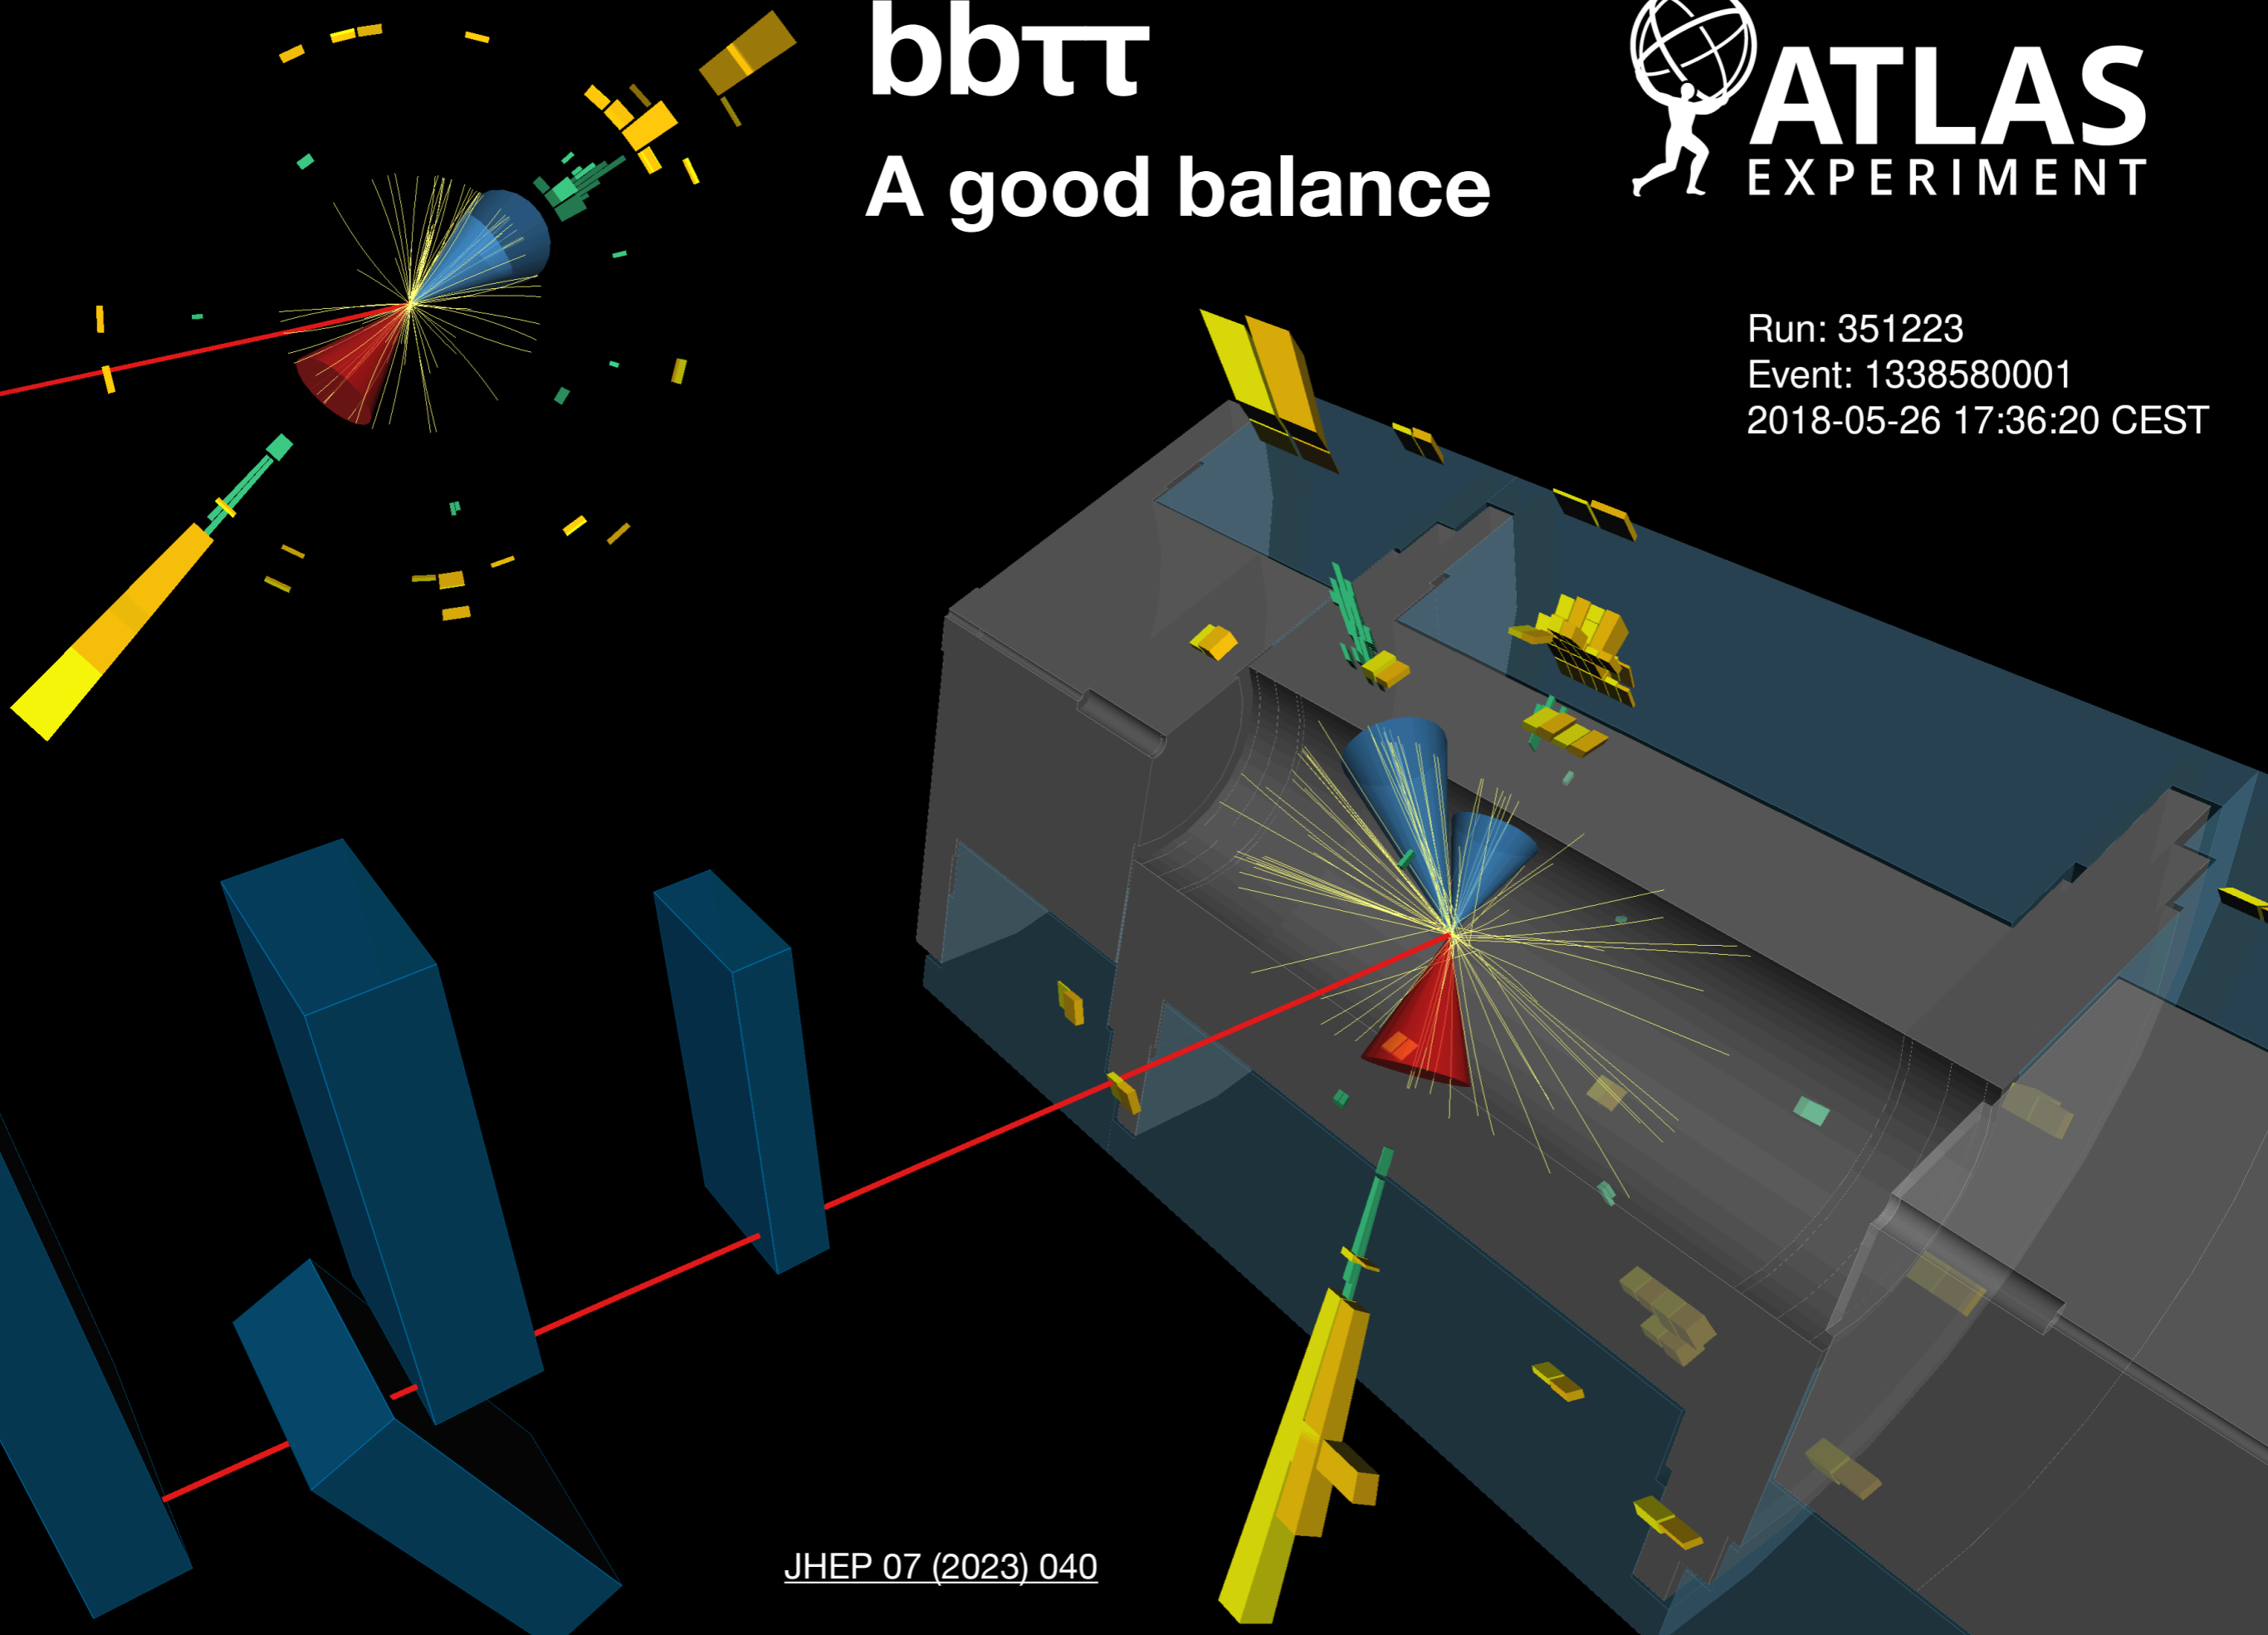 bbττ
A good balance
ATLAS
EXPERIMENT
Run: 351223
Event: 1338580001
2018-05-26 17:36:20 CEST
JHEP 07 (2023) 040